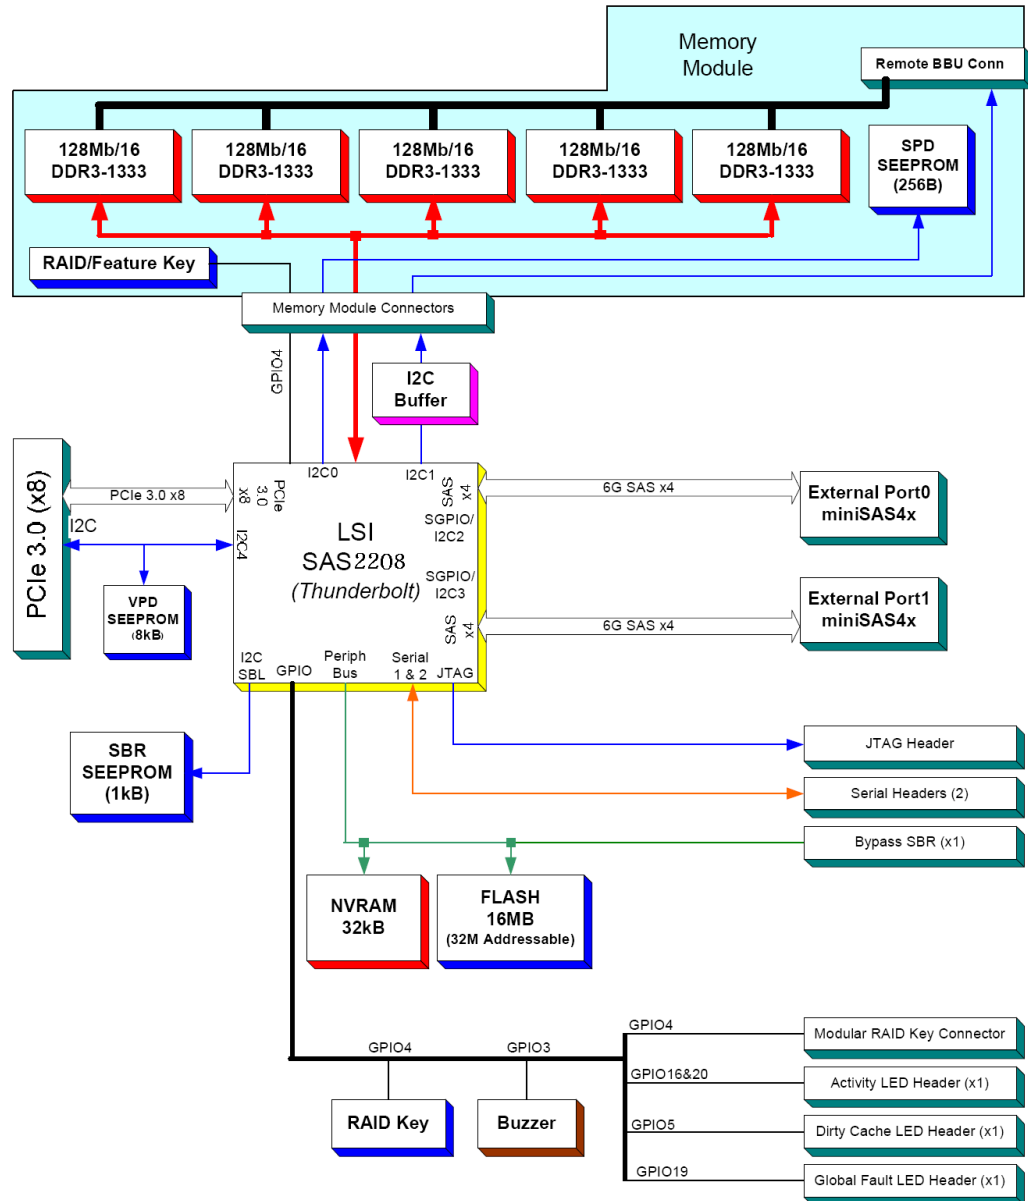 Memory
Module
Remote BBU Conn
128Mb/16
DDR3-1333
128Mb/16
DDR3-1333
128Mb/16
DDR3-1333
128Mb/16
DDR3-1333
128Mb/16
DDR3-1333
SPD
SEEPROM
(256B)
RAID/Feature Key
Memory Module Connectors
GPIO4
I2C
Buffer
PCIe 3.0 (x8)
PCIe 3.0 x8
I2C
VPD
SEEPROM
(8kB)
PCIe
3.0
x8
I2C0
I2C1
I2C4
LSI
SAS2208
(Thunderbolt)
SAS
x4
SGPIO/
I2C2
SGPIO/
I2C3
SAS
x4
I2C
SBL
GPIO
Periph
Bus
Serial
1 & 2
JTAG
6G SAS x4
External Port0
miniSAS4x
6G SAS x4
External Port1
miniSAS4x
SBR
SEEPROM
(1kB)
JTAG Header
Serial Headers (2)
Bypass SBR (x1)
NVRAM
32kB
FLASH
16MB
(32M Addressable)
GPIO4
RAID Key
GPIO3
Buzzer
GPIO4
Modular RAID Key Connector
GPIO16&20
Activity LED Header (x1)
GPIO5
Dirty Cache LED Header (x1)
GPIO19
Global Fault LED Header (x1)